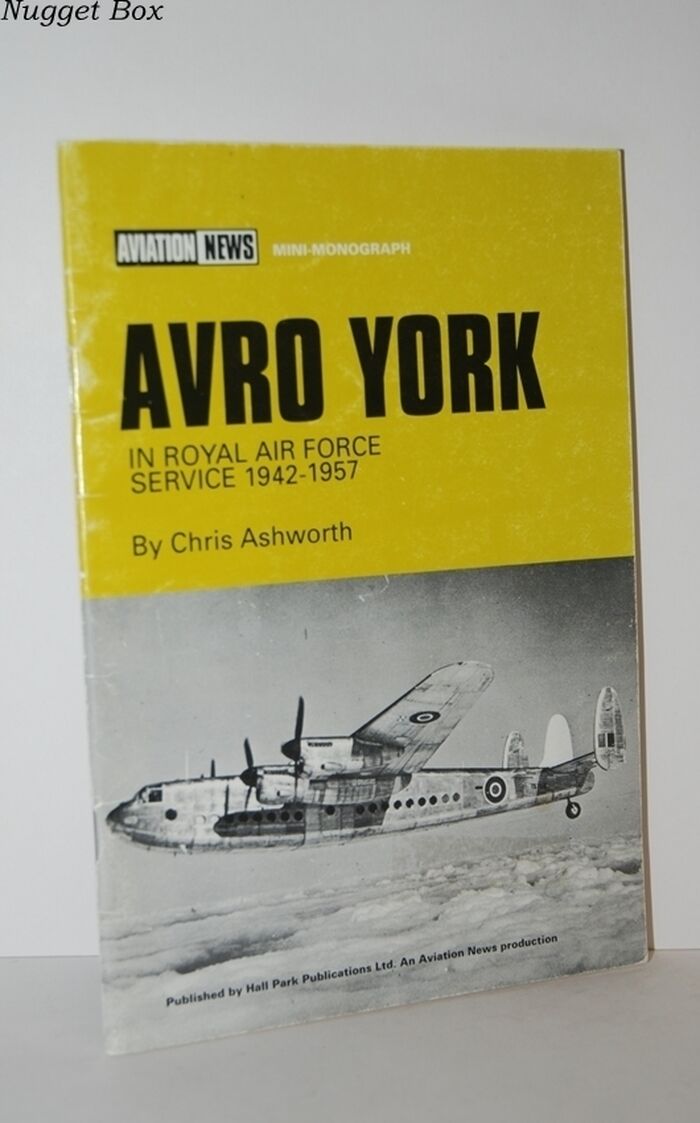 Nugget Box
AVIATION NEWS MINI-MONOGRAPH
AVRO YORK
IN ROYAL AIR FORCE
SERVICE 1942-1957
By Chris Ashworth
Published by Hall Park Publications Ltd. An Aviation News production